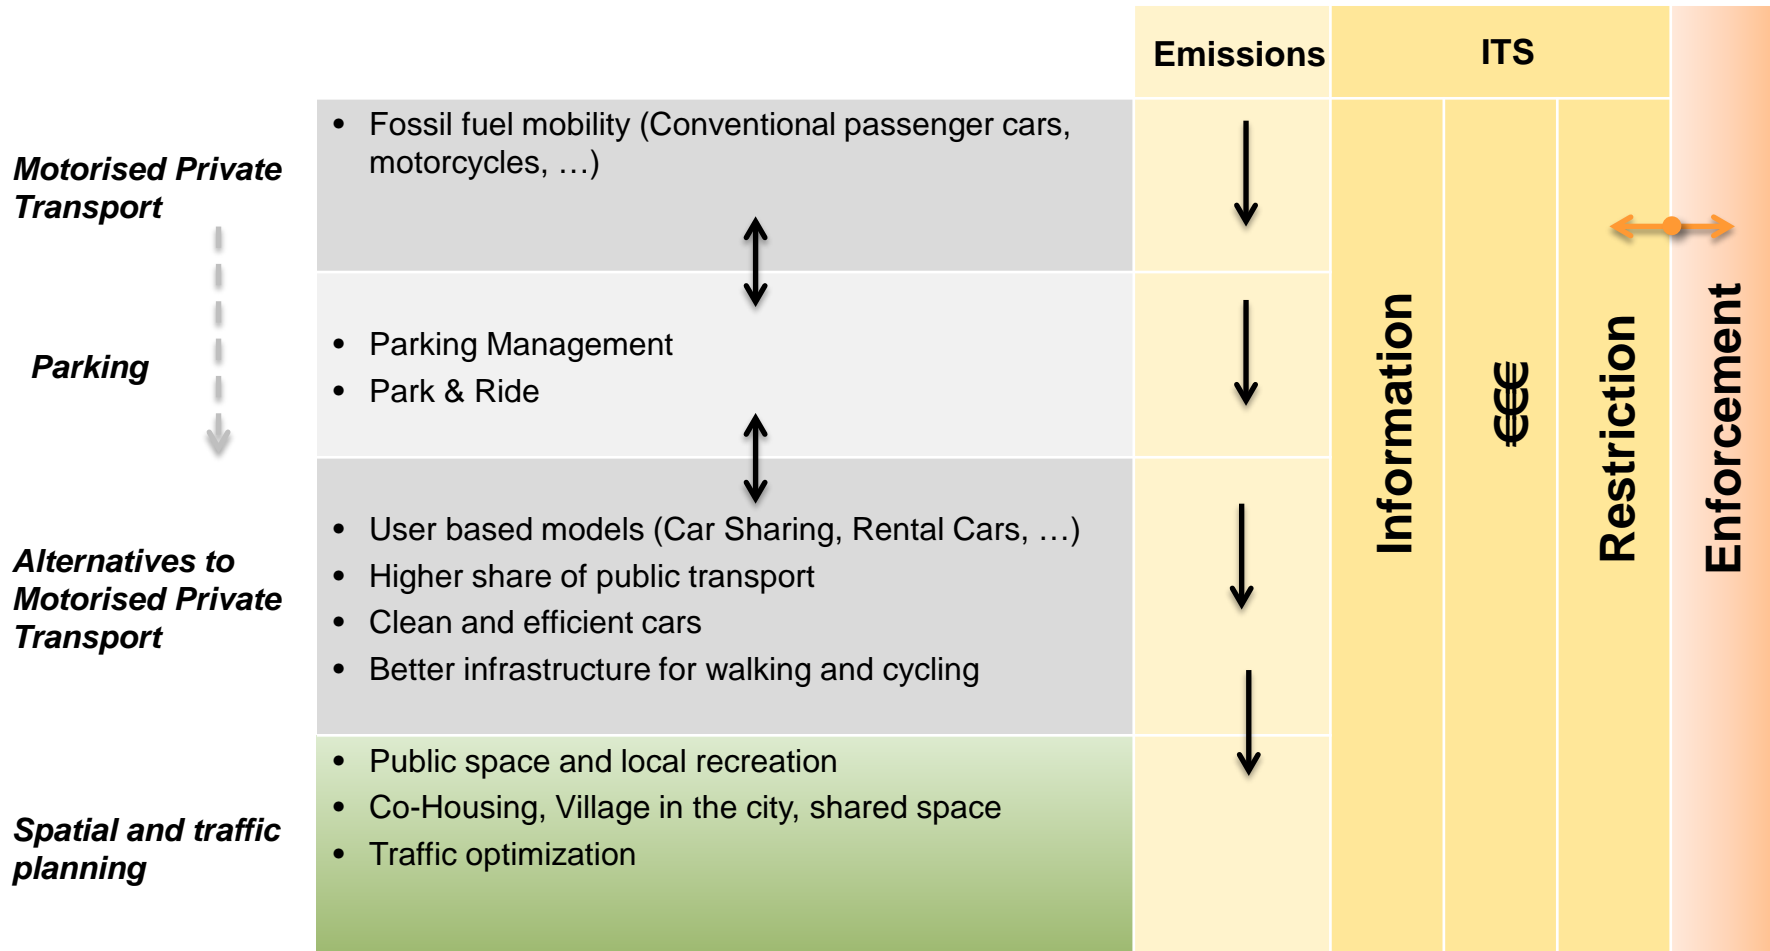 Emissions
ITS
Motorised Private
Transport
• Fossil fuel mobility (Conventional passenger cars,
motorcycles, …)
Parking
• Parking Management
• Park & Ride
Alternatives to
Motorised Private
Transport
• User based models (Car Sharing, Rental Cars, …)
• Higher share of public transport
• Clean and efficient cars
• Better infrastructure for walking and cycling
Spatial and traffic
planning
• Public space and local recreation
• Co-Housing, Village in the city, shared space
• Traffic optimization
Information
€€€
Restriction
Enforcement